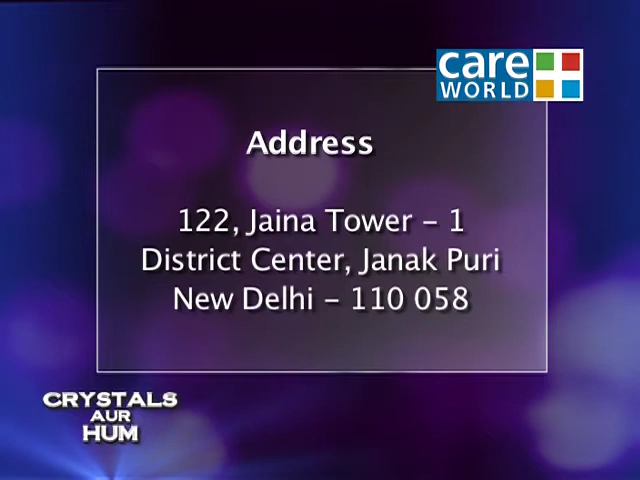 care
WORLD
Address
122, Jaina Tower – 1
District Center, Janak Puri
New Delhi – 110 058
CRYSTALS
AUR
HUM